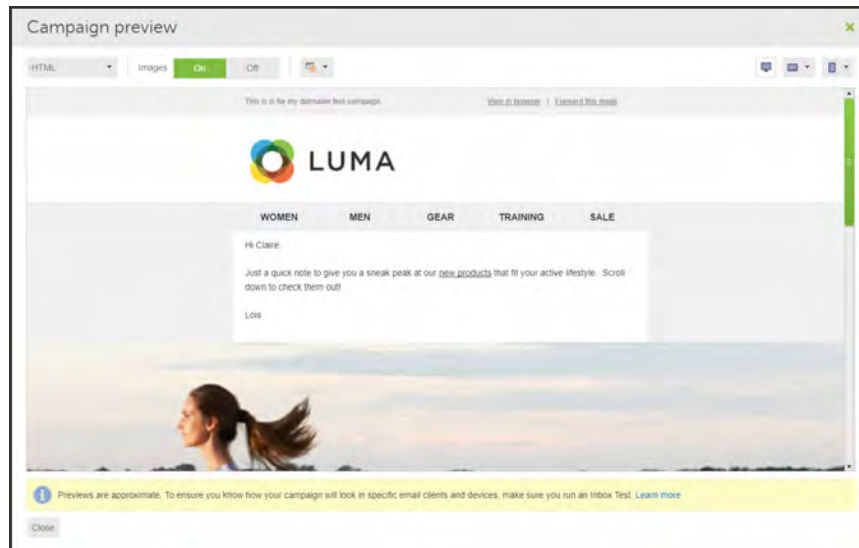 Campaign preview
HTML Images On Off
This is is for my dotmailer test campaign. View in browser | Forward this email
LUMA
WOMEN MEN GEAR TRAINING SALE
Hi Claire,
Just a quick note to give you a sneak peak at our new products that fit your active lifestyle. Scroll
down to check them out!
Lois
Previews are approximate. To ensure you know how your campaign will look in specific email clients and devices, make sure you run an Inbox Test. Learn more
Close